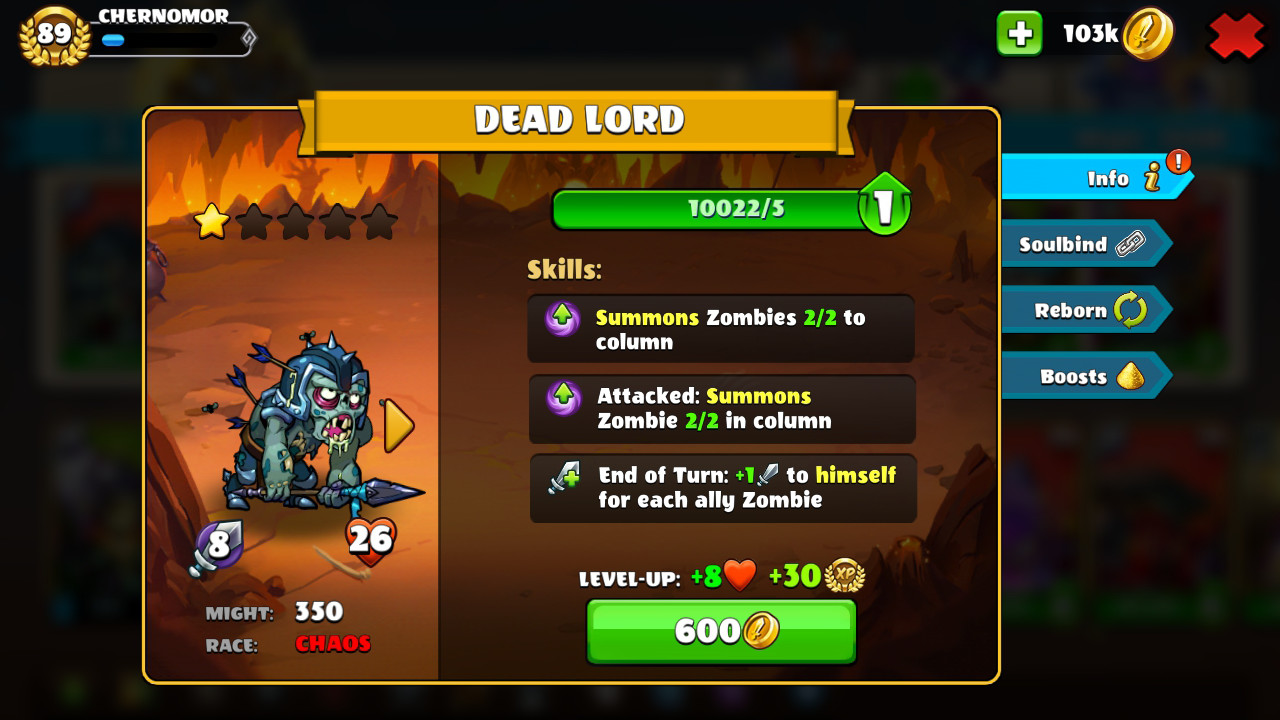 89
CHERNOMOR
103k
DEAD LORD
10022/5
1
Skills:
Summons Zombies 2/2 to
column
Attacked: Summons
Zombie 2/2 in column
End of Turn: +1 to himself
for each ally Zombie
8
26
MIGHT: 350
RACE: CHAOS
LEVEL-UP: +8 +30 XP
600
Info !
Soulbind
Reborn
Boosts